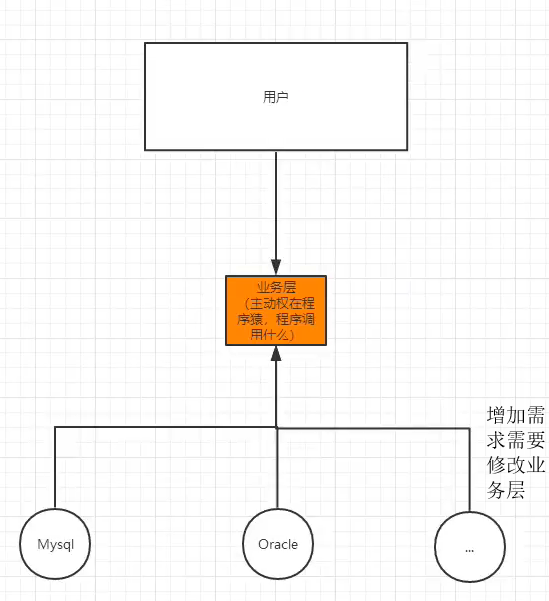 用户
业务层
（主动权在程
序猿，程序调
用什么）
增加需
求需要
修改业
务层
Mysql
Oracle
...